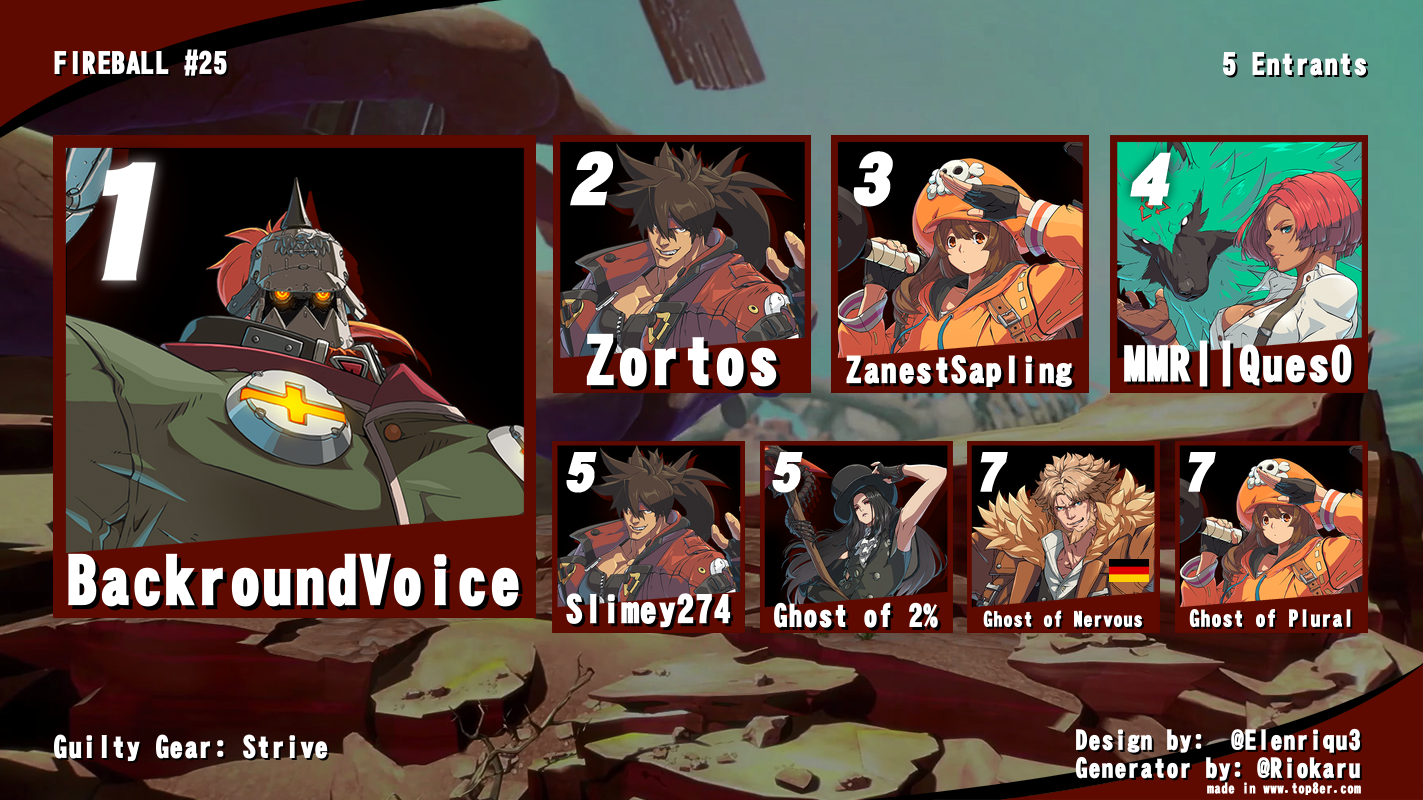 FIREBALL #25
5 Entrants
1
BackroundVoice
2
Zortos
3
ZanestSapling
4
MMR||Ques0
5
Slimey274
5
Ghost of 2%
7
Ghost of Nervous
7
Ghost of Plural
Guilty Gear: Strive
Design by: @Elenriqu3
Generator by: @Riokaru
made in www.top8er.com